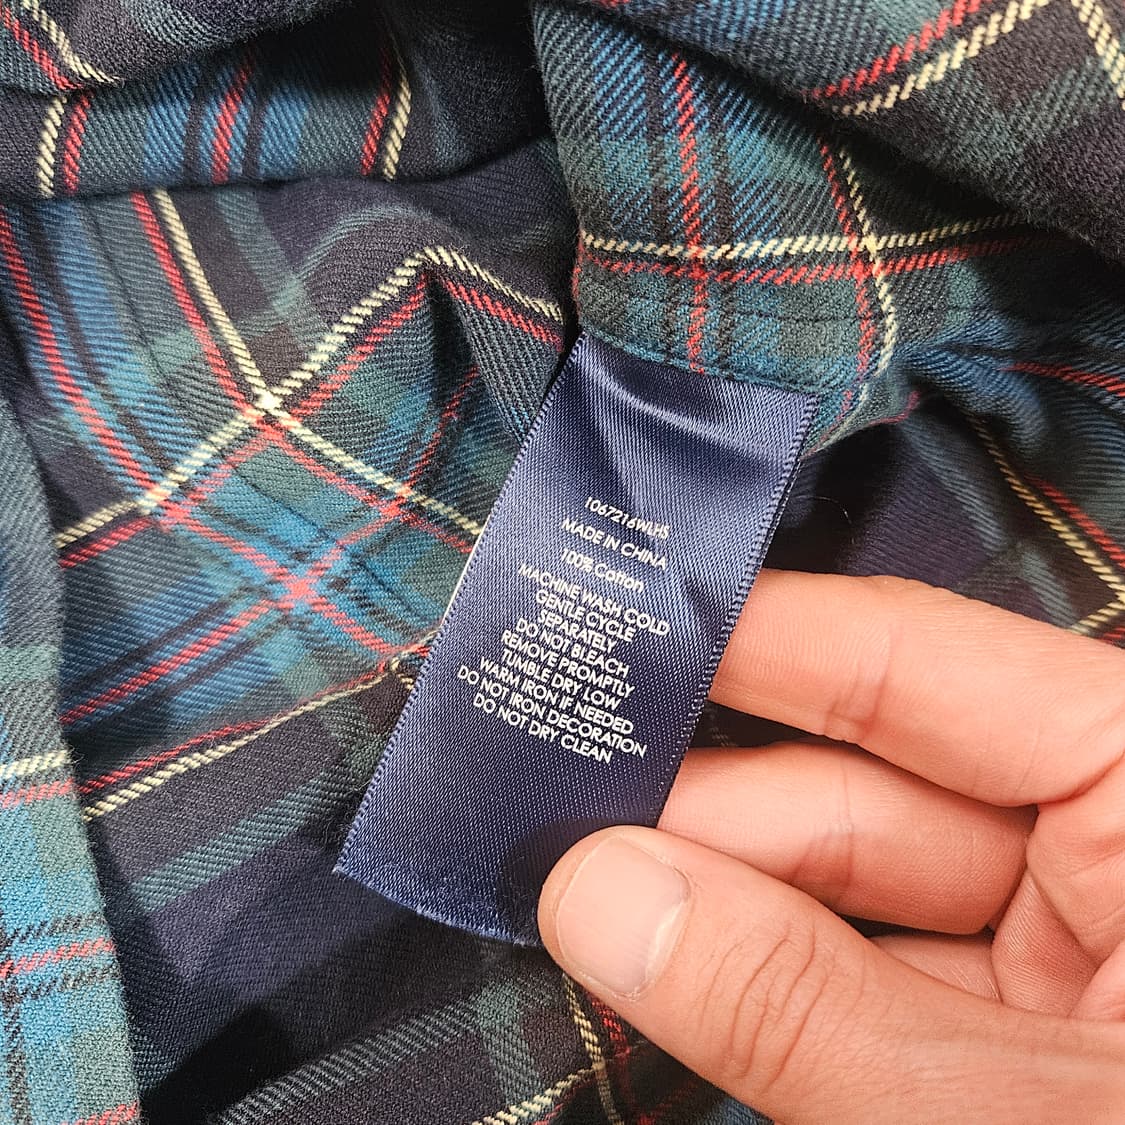 1067216WLHS
MADE IN CHINA
100% Cotton
MACHINE WASH COLD
GENTLE CYCLE
SEPARATELY
DO NOT BLEACH
REMOVE PROMPTLY
TUMBLE DRY LOW
WARM IRON IF NEEDED
DO NOT IRON DECORATION
DO NOT DRY CLEAN